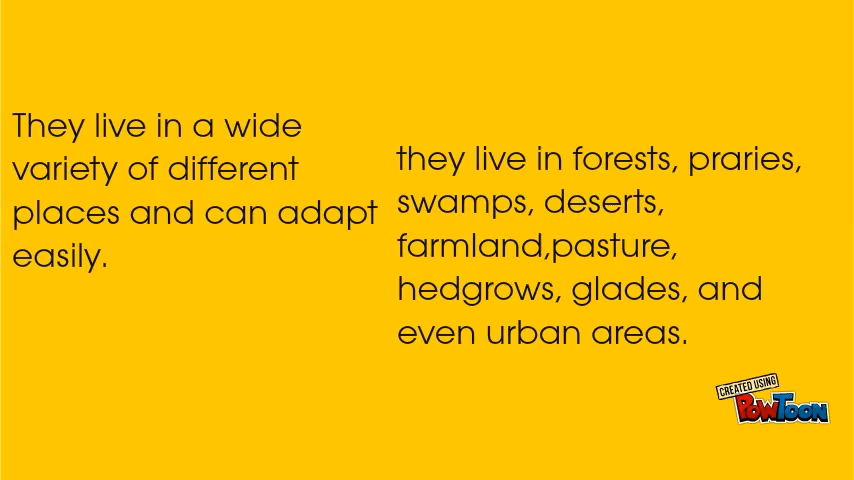 They live in a wide
variety of different
places and can adapt
easily.
they live in forests, praries,
swamps, deserts,
farmland,pasture,
hedgrows, glades, and
even urban areas.
CREATED USING
POWTOON